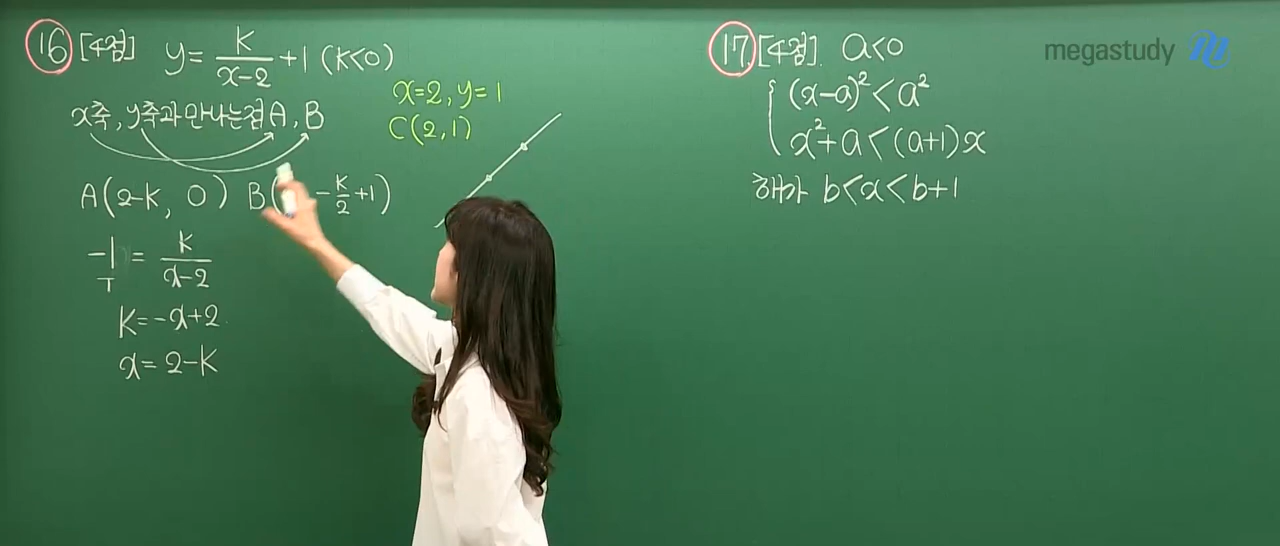 16 [4점] y = k/(x-2) + 1 (k<0)
x축, y축과 만나는점 A, B
x=2, y=1
C(2, 1)
A(2-k, 0) B( -k/2 +1)
-1 = k/(x-2)
k=-x+2
x= 2-k
17. [4점]. a<0
(x-a)²<a²
x²+a<(a+1)x
해가 b<x<b+1
megastudy